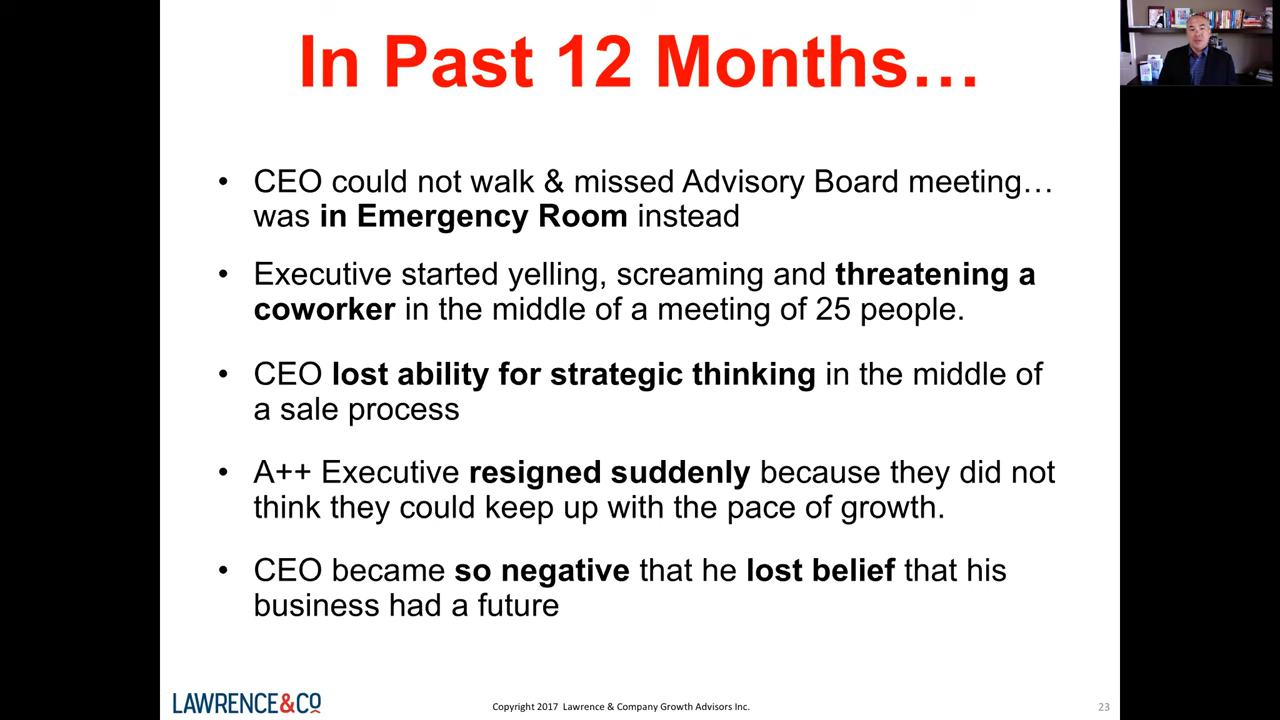 In Past 12 Months…
• CEO could not walk & missed Advisory Board meeting…
was in Emergency Room instead
• Executive started yelling, screaming and threatening a
coworker in the middle of a meeting of 25 people.
• CEO lost ability for strategic thinking in the middle of
a sale process
• A++ Executive resigned suddenly because they did not
think they could keep up with the pace of growth.
• CEO became so negative that he lost belief that his
business had a future
LAWRENCE&CO
Copyright 2017 Lawrence & Company Growth Advisors Inc.
23